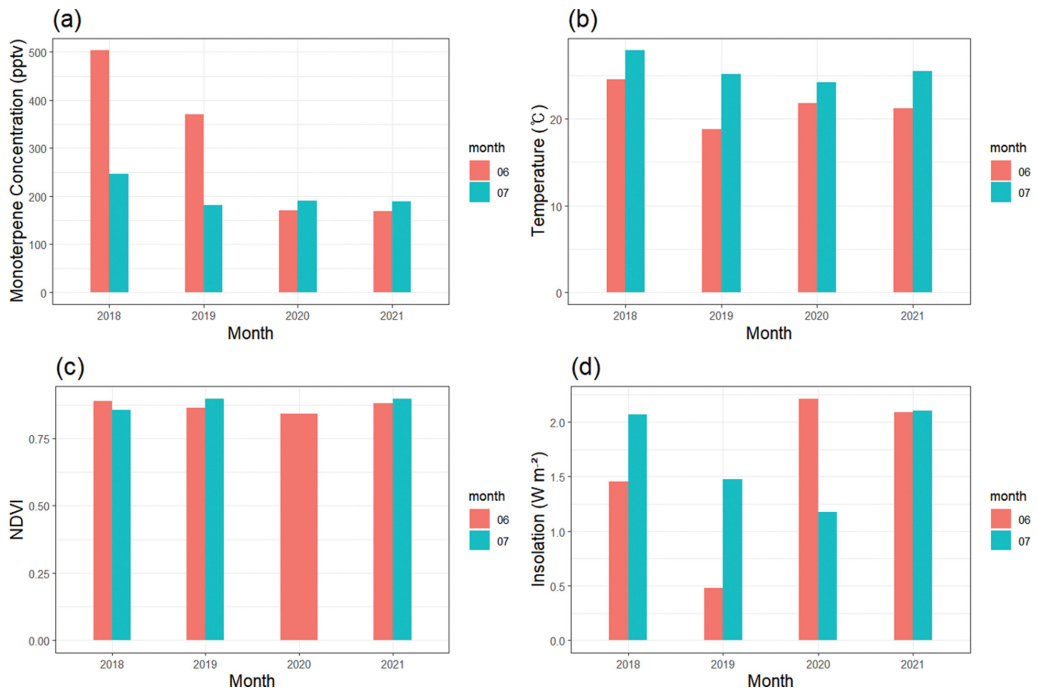 (a)
Monoterpene Concentration (pptv)
500
400
300
200
100
0
2018 2019 2020 2021
Month
month
06
07
(b)
Temperature (℃)
20
10
0
2018 2019 2020 2021
Month
month
06
07
(c)
NDVI
0.75
0.50
0.25
0.00
2018 2019 2020 2021
Month
month
06
07
(d)
Insolation (W m⁻²)
2.0
1.5
1.0
0.5
0.0
2018 2019 2020 2021
Month
month
06
07